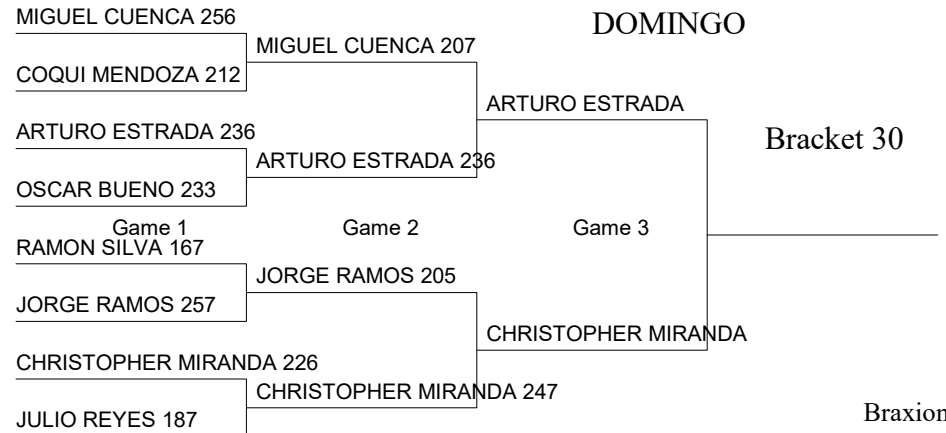 DOMINGO
Bracket 30
MIGUEL CUENCA 256
COQUI MENDOZA 212
ARTURO ESTRADA 236
OSCAR BUENO 233
RAMON SILVA 167
JORGE RAMOS 257
CHRISTOPHER MIRANDA 226
JULIO REYES 187
Game 1
MIGUEL CUENCA 207
ARTURO ESTRADA 236
JORGE RAMOS 205
CHRISTOPHER MIRANDA 247
Game 2
ARTURO ESTRADA
CHRISTOPHER MIRANDA
Game 3
Braxion